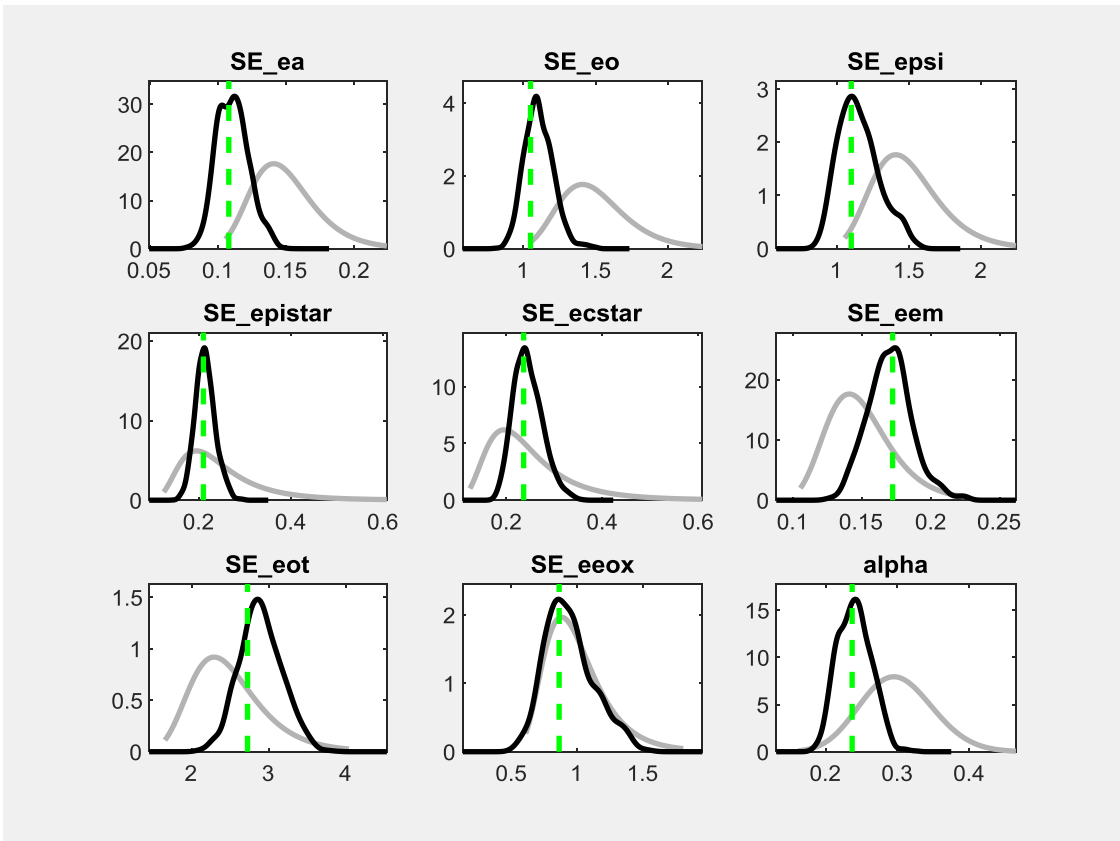 SE_ea SE_eo SE_epsi
30 4 3
20 2
10 2 1
0 0 0
0.05 0.1 0.15 0.2 1 1.5 2 1 1.5 2
SE_epistar SE_ecstar SE_eem
20
10 20
10 5 10
0 0 0
0.2 0.4 0.6 0.2 0.4 0.6 0.1 0.15 0.2 0.25
SE_eot SE_eeox alpha
1.5 2 15
1 10
0.5 1 5
0 0 0
2 3 4 0.5 1 1.5 0.2 0.3 0.4